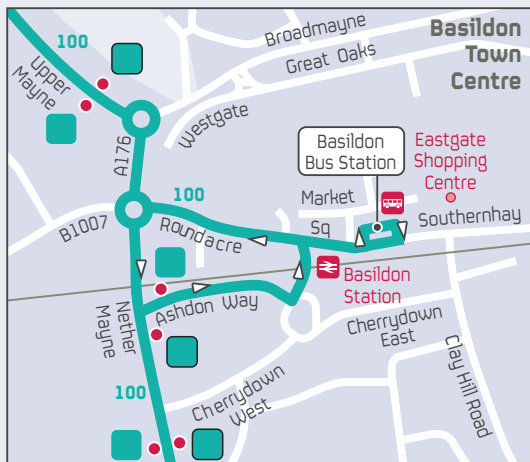 Basildon
Town
Centre
100
Upper
Mayne
Broadmayne
Great Oaks
Westgate
A176
Basildon
Bus Station
Eastgate
Shopping
Centre
100
Market
Sq
Southernhay
B1007
Roundacre
Basildon
Station
Nether
Mayne
Ashdon Way
Cherrydown
East
Clay Hill Road
100
Cherrydown
West